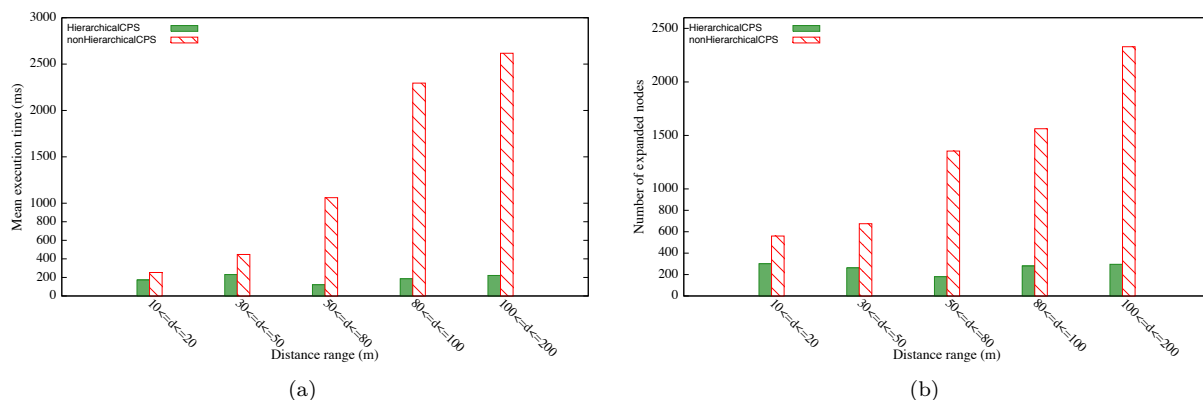 3000
2500
2000
1500
1000
800
600
400
200
0
Mean execution time (ms)
HierarchicalCPS
nonHierarchicalCPS
10<=d<=20
30<=d<=50
50<=d<=80
80<=d<=100
100<=d<=200
Distance range (m)
(a)
2500
2000
1500
1000
800
600
400
200
0
Number of expanded nodes
HierarchicalCPS
nonHierarchicalCPS
10<=d<=20
30<=d<=50
50<=d<=80
80<=d<=100
100<=d<=200
Distance range (m)
(b)